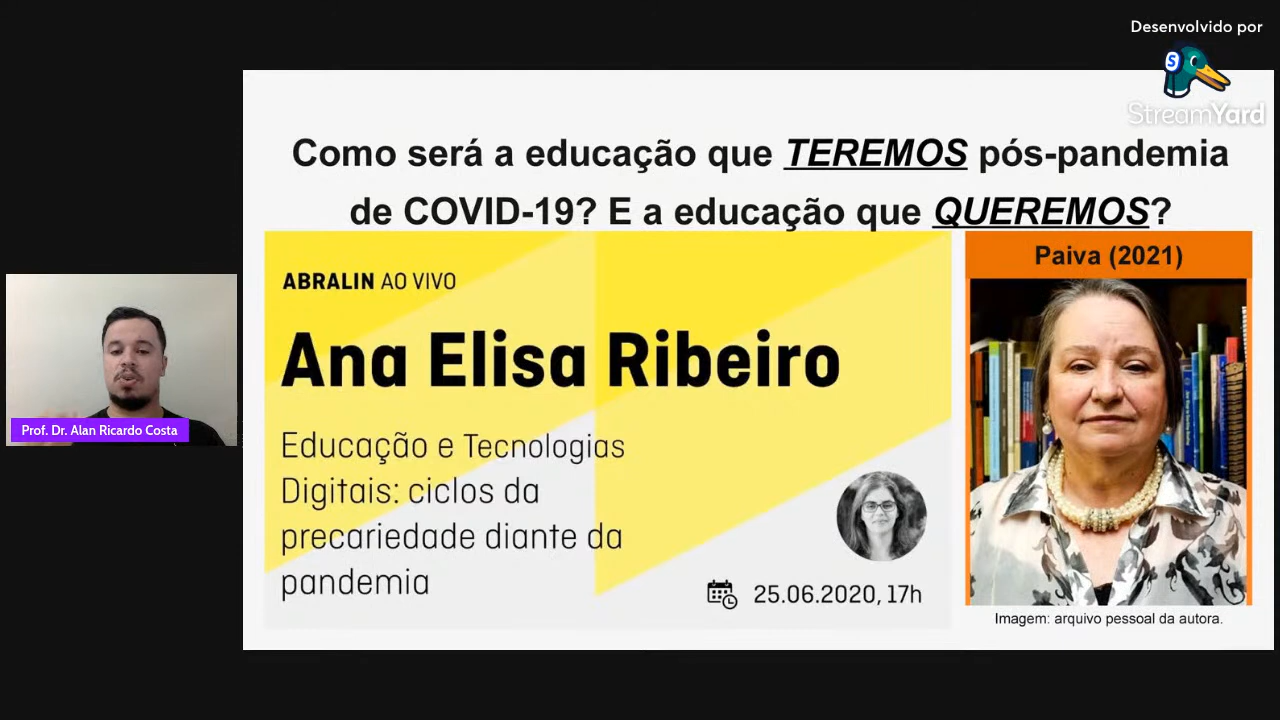 Desenvolvido por
StreamYard
Como será a educação que TEREMOS pós-pandemia
de COVID-19? E a educação que QUEREMOS?
ABRALIN AO VIVO
Ana Elisa Ribeiro
Educação e Tecnologias
Digitais: ciclos da
precariedade diante da
pandemia
25.06.2020, 17h
Paiva (2021)
Imagem: arquivo pessoal da autora.
Prof. Dr. Alan Ricardo Costa